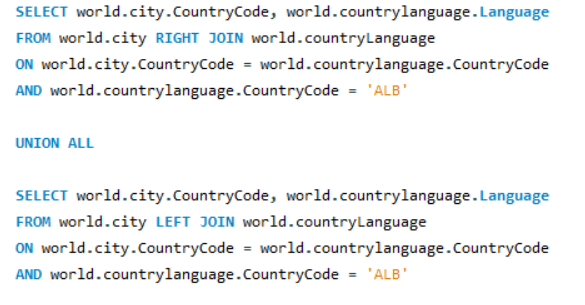 SELECT world.city.CountryCode, world.countrylanguage.Language
FROM world.city RIGHT JOIN world.countryLanguage
ON world.city.CountryCode = world.countrylanguage.CountryCode
AND world.countrylanguage.CountryCode = 'ALB'
UNION ALL
SELECT world.city.CountryCode, world.countrylanguage.Language
FROM world.city LEFT JOIN world.countryLanguage
ON world.city.CountryCode = world.countrylanguage.CountryCode
AND world.countrylanguage.CountryCode = 'ALB'